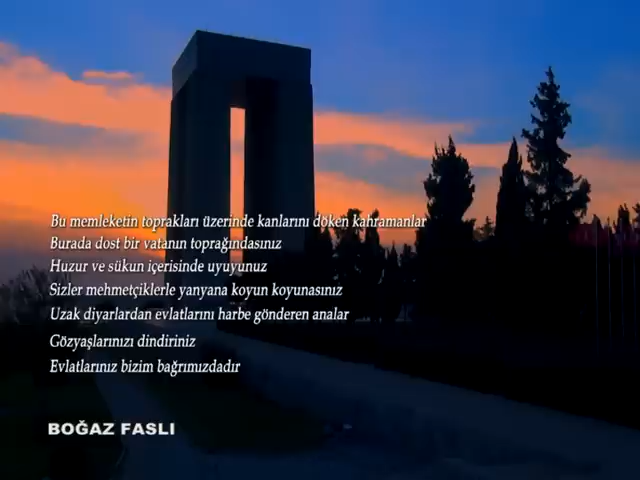 Bu memleketin toprakları üzerinde kanlarını döken kahramanlar
Burada dost bir vatanın toprağındasınız
Huzur ve sükun içerisinde uyuyunuz
Sizler mehmetçiklerle yanyana koyun koyunasınız
Uzak diyarlardan evlatlarını harbe gönderen analar
Gözyaşlarınızı dindiriniz
Evlatlarınız bizim bağrımızdadır
BOĞAZ FASLI